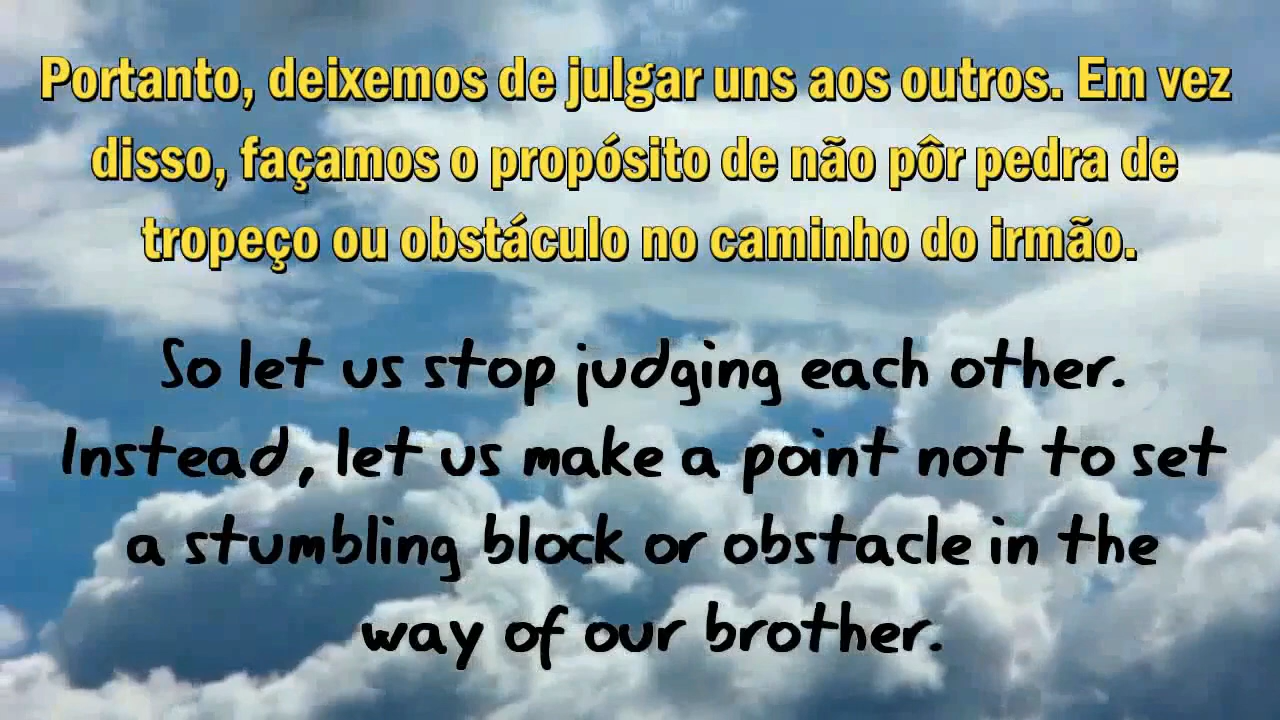 Portanto, deixemos de julgar uns aos outros. Em vez
disso, façamos o propósito de não pôr pedra de
tropeço ou obstáculo no caminho do irmão.
So let us stop judging each other.
Instead, let us make a point not to set
a stumbling block or obstacle in the
way of our brother.